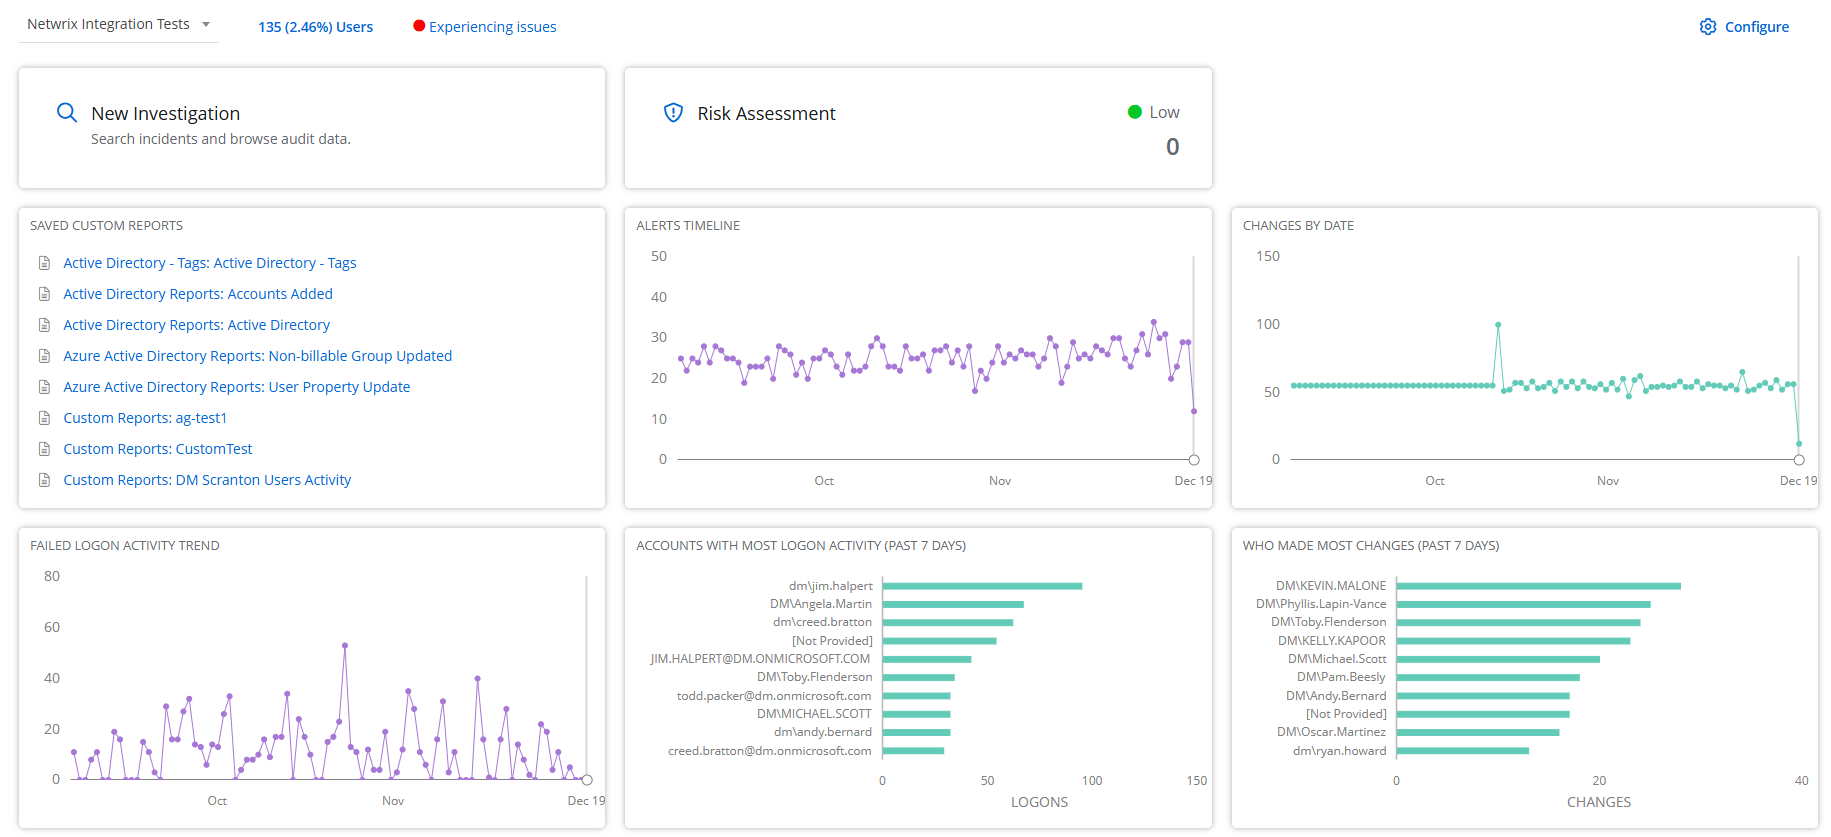 Netwrix Integration Tests
135 (2.46%) Users
Experiencing issues
Configure
New Investigation
Search incidents and browse audit data.
Risk Assessment
Low
0
SAVED CUSTOM REPORTS
Active Directory - Tags: Active Directory - Tags
Active Directory Reports: Accounts Added
Active Directory Reports: Active Directory
Azure Active Directory Reports: Non-billable Group Updated
Azure Active Directory Reports: User Property Update
Custom Reports: ag-test1
Custom Reports: CustomTest
Custom Reports: DM Scranton Users Activity
ALERTS TIMELINE
50
40
30
20
10
0
Oct Nov Dec 19
CHANGES BY DATE
150
100
50
0
Oct Nov Dec 19
FAILED LOGON ACTIVITY TREND
80
60
40
20
0
Oct Nov Dec 19
ACCOUNTS WITH MOST LOGON ACTIVITY (PAST 7 DAYS)
dm\jim.halpert
DM\Angela.Martin
dm\creed.bratton
[Not Provided]
JIM.HALPERT@DM.ONMICROSOFT.COM
DM\Toby.Flenderson
todd.packer@dm.onmicrosoft.com
DM\MICHAEL.SCOTT
dm\andy.bernard
creed.bratton@dm.onmicrosoft.com
0 50 100 150
LOGONS
WHO MADE MOST CHANGES (PAST 7 DAYS)
DM\KEVIN.MALONE
DM\Phyllis.Lapin-Vance
DM\Toby.Flenderson
DM\KELLY.KAPOOR
DM\Michael.Scott
DM\Pam.Beesly
DM\Andy.Bernard
[Not Provided]
DM\Oscar.Martinez
dm\ryan.howard
0 20 40
CHANGES